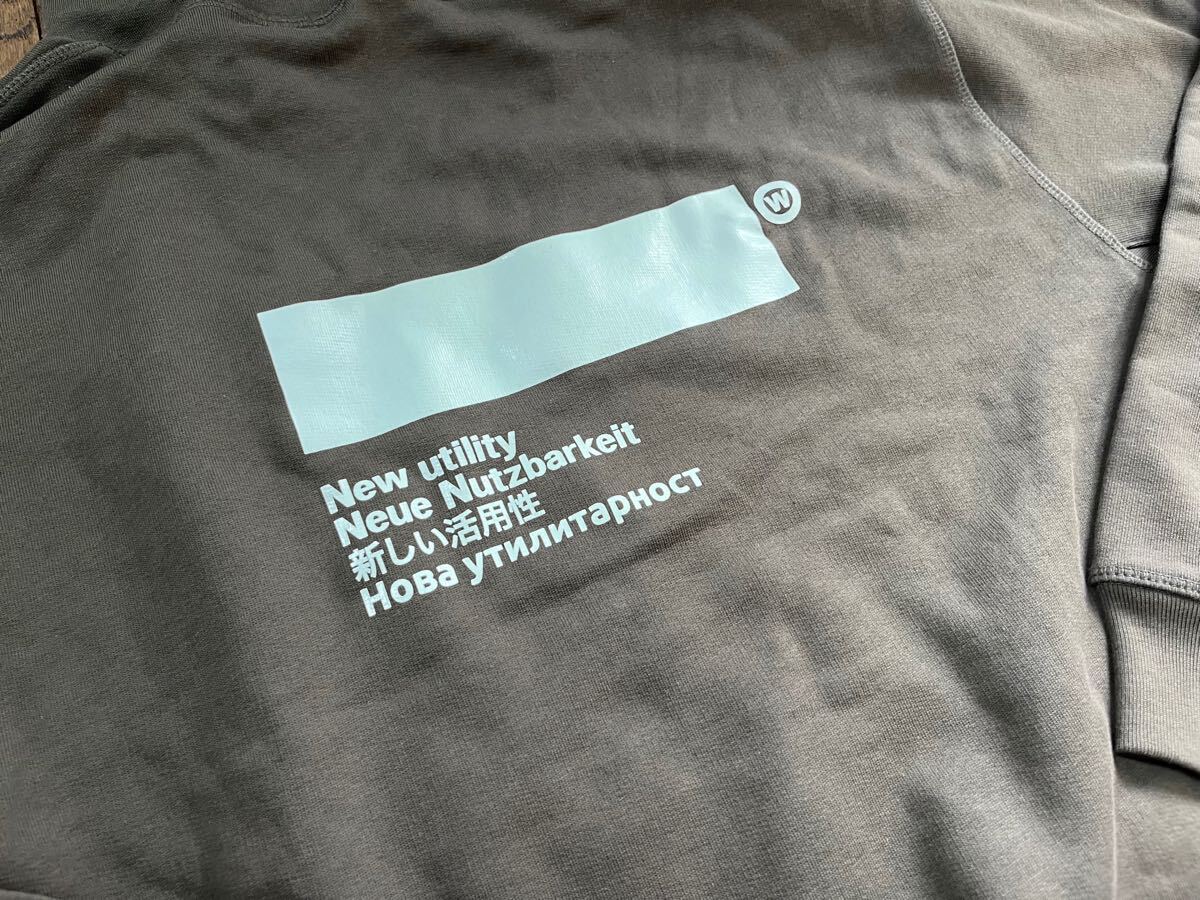 W
New utility
Neue Nutzbarkeit
新しい活用性
Нова утилитарност